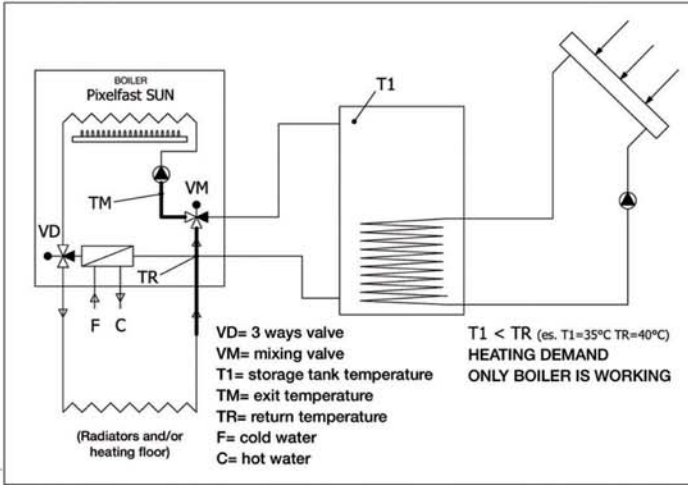 BOILER
Pixelfast SUN
T1
VM
TM
VD
TR
F
C
VD= 3 ways valve
VM= mixing valve
T1= storage tank temperature
TM= exit temperature
TR= return temperature
F= cold water
C= hot water
(Radiators and/or
heating floor)
T1 < TR (es. T1=35°C TR=40°C)
HEATING DEMAND
ONLY BOILER IS WORKING